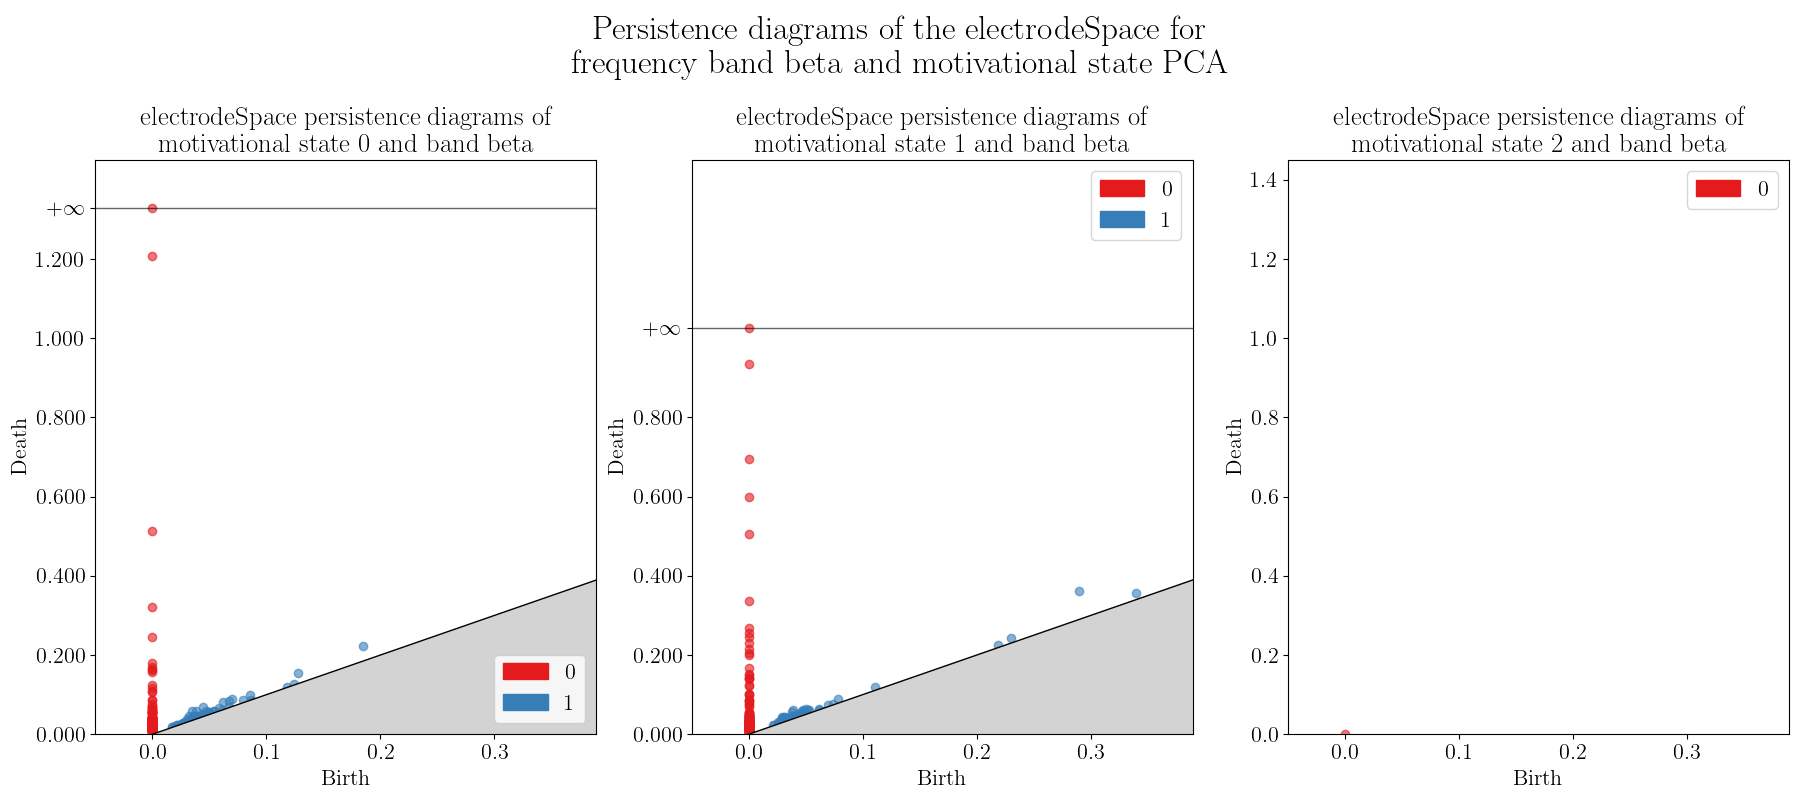 Persistence diagrams of the electrodeSpace for
frequency band beta and motivational state PCA
electrodeSpace persistence diagrams of
motivational state 0 and band beta
+∞
1.200
1.000
0.800
0.600
0.400
0.200
0.000
Death
0.0 0.1 0.2 0.3
Birth
0
1
electrodeSpace persistence diagrams of
motivational state 1 and band beta
+∞
0.800
0.600
0.400
0.200
0.000
Death
0.0 0.1 0.2 0.3
Birth
0
1
electrodeSpace persistence diagrams of
motivational state 2 and band beta
1.4
1.2
1.0
0.8
0.6
0.4
0.2
0.0
Death
0.0 0.1 0.2 0.3
Birth
0